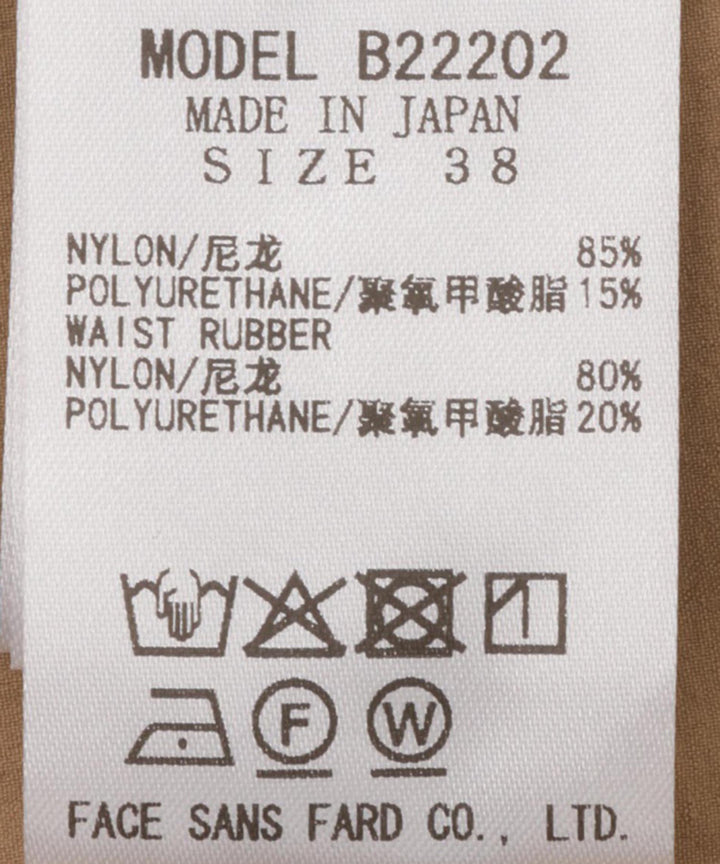 MODEL B22202
MADE IN JAPAN
SIZE 38
NYLON/尼龙 85%
POLYURETHANE/聚氨甲酸脂 15%
WAIST RUBBER
NYLON/尼龙 80%
POLYURETHANE/聚氨甲酸脂 20%
F W
FACE SANS FARD CO., LTD.